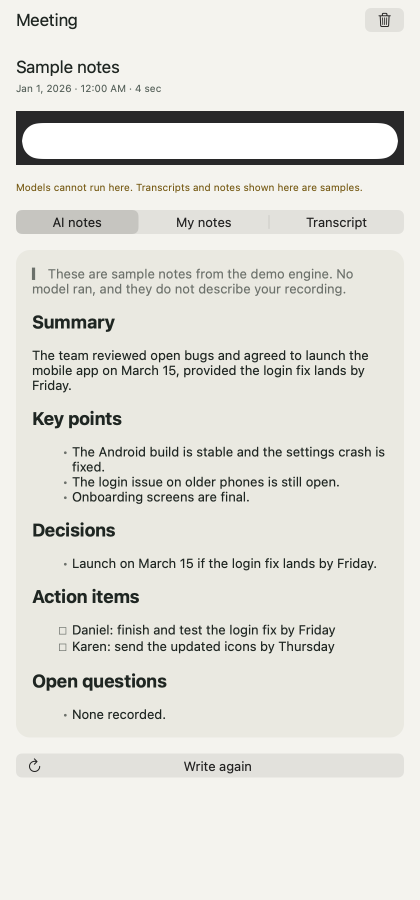 Meeting
Sample notes
Jan 1, 2026 · 12:00 AM · 4 sec
Models cannot run here. Transcripts and notes shown here are samples.
AI notes
My notes
Transcript
These are sample notes from the demo engine. No
model ran, and they do not describe your recording.
Summary
The team reviewed open bugs and agreed to launch the
mobile app on March 15, provided the login fix lands by
Friday.
Key points
• The Android build is stable and the settings crash is
fixed.
• The login issue on older phones is still open.
• Onboarding screens are final.
Decisions
• Launch on March 15 if the login fix lands by Friday.
Action items
☐ Daniel: finish and test the login fix by Friday
☐ Karen: send the updated icons by Thursday
Open questions
• None recorded.
Write again